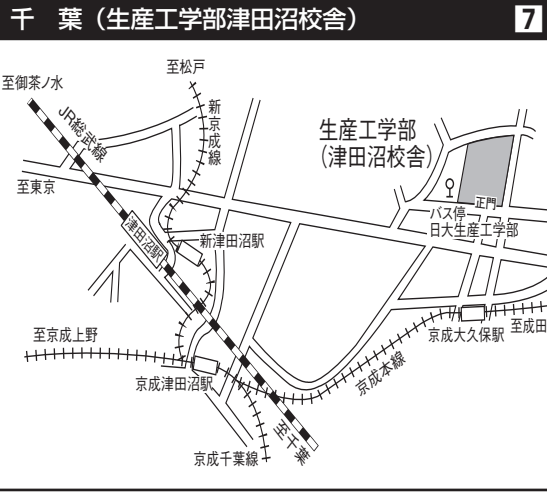 千 葉（生産工学部津田沼校舎）
7
至松戸
至御茶ノ水
JR総武線
新京成線
生産工学部
（津田沼校舎）
至東京
正門
バス停
日大生産工学部
津田沼駅
新津田沼駅
至成田
京成大久保駅
至京成上野
京成津田沼駅
京成本線
至千葉
京成千葉線